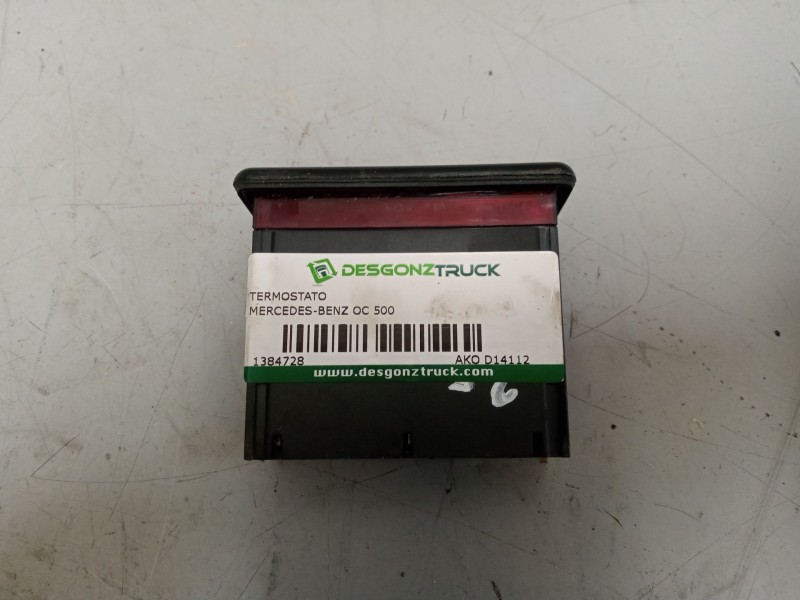 DESGONZTRUCK
TERMOSTATO
MERCEDES-BENZ OC 500
1384728 AKO D14112
www.desgonztruck.com